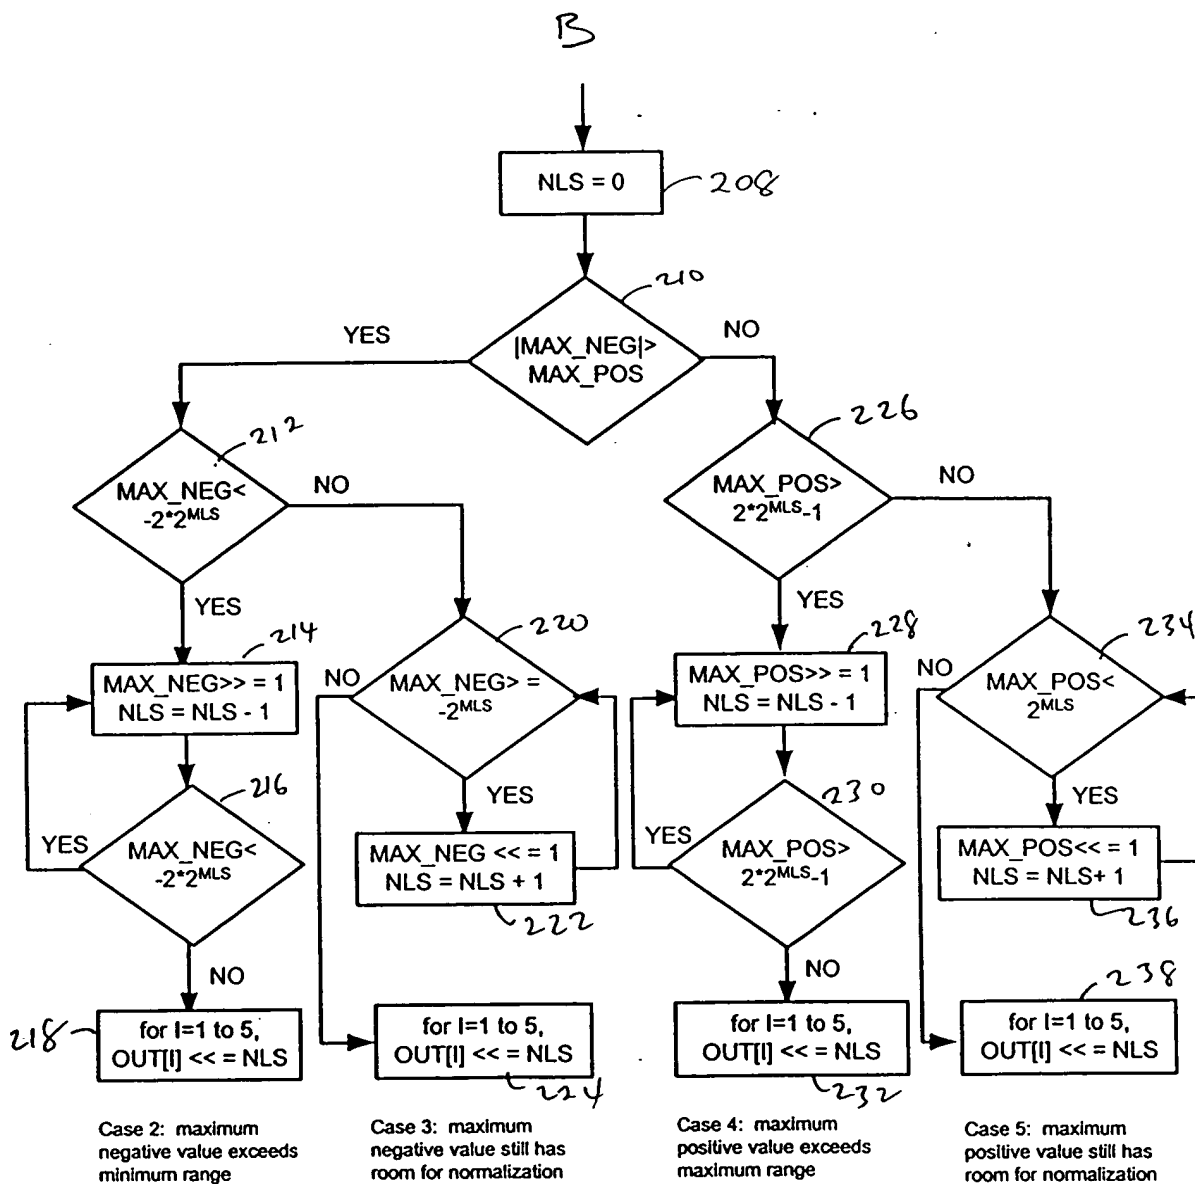 B
NLS = 0
208
210
YES
NO
|MAX_NEG|>
MAX_POS
212
226
MAX_NEG<
-2*2^MLS
NO
MAX_POS>
2*2^MLS-1
NO
YES
YES
214
220
228
234
MAX_NEG>> = 1
NLS = NLS - 1
NO
MAX_NEG> =
-2^MLS
MAX_POS>> = 1
NLS = NLS - 1
NO
MAX_POS<
2^MLS
216
YES
230
YES
YES
MAX_NEG<
-2*2^MLS
MAX_NEG << = 1
NLS = NLS + 1
222
YES
MAX_POS>
2*2^MLS-1
MAX_POS<< = 1
NLS = NLS+ 1
236
NO
NO
238
218
for I=1 to 5,
OUT[I] << = NLS
for I=1 to 5,
OUT[I] << = NLS
224
for I=1 to 5,
OUT[I] << = NLS
232
for I=1 to 5,
OUT[I] << = NLS
Case 2: maximum
negative value exceeds
minimum range
Case 3: maximum
negative value still has
room for normalization
Case 4: maximum
positive value exceeds
maximum range
Case 5: maximum
positive value still has
room for normalization